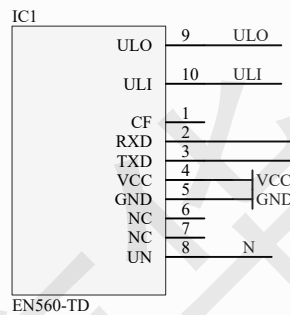 IC1
ULO 9 ULO
ULI 10 ULI
CF 1
RXD 2
TXD 3
VCC 4 VCC
GND 5 GND
NC 6
NC 7
UN 8 N
EN560-TD